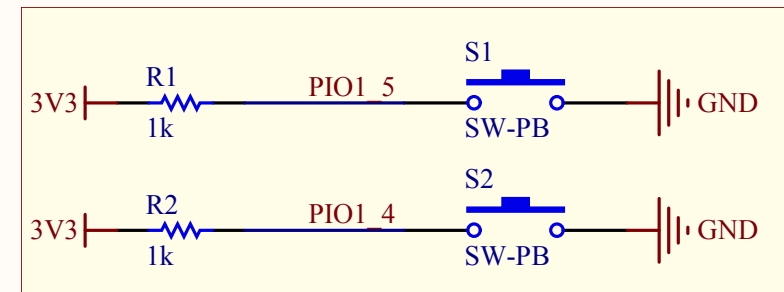 S1
R1
PIO1_5
3V3
GND
1k
SW-PB
S2
R2
PIO1_4
3V3
GND
1k
SW-PB